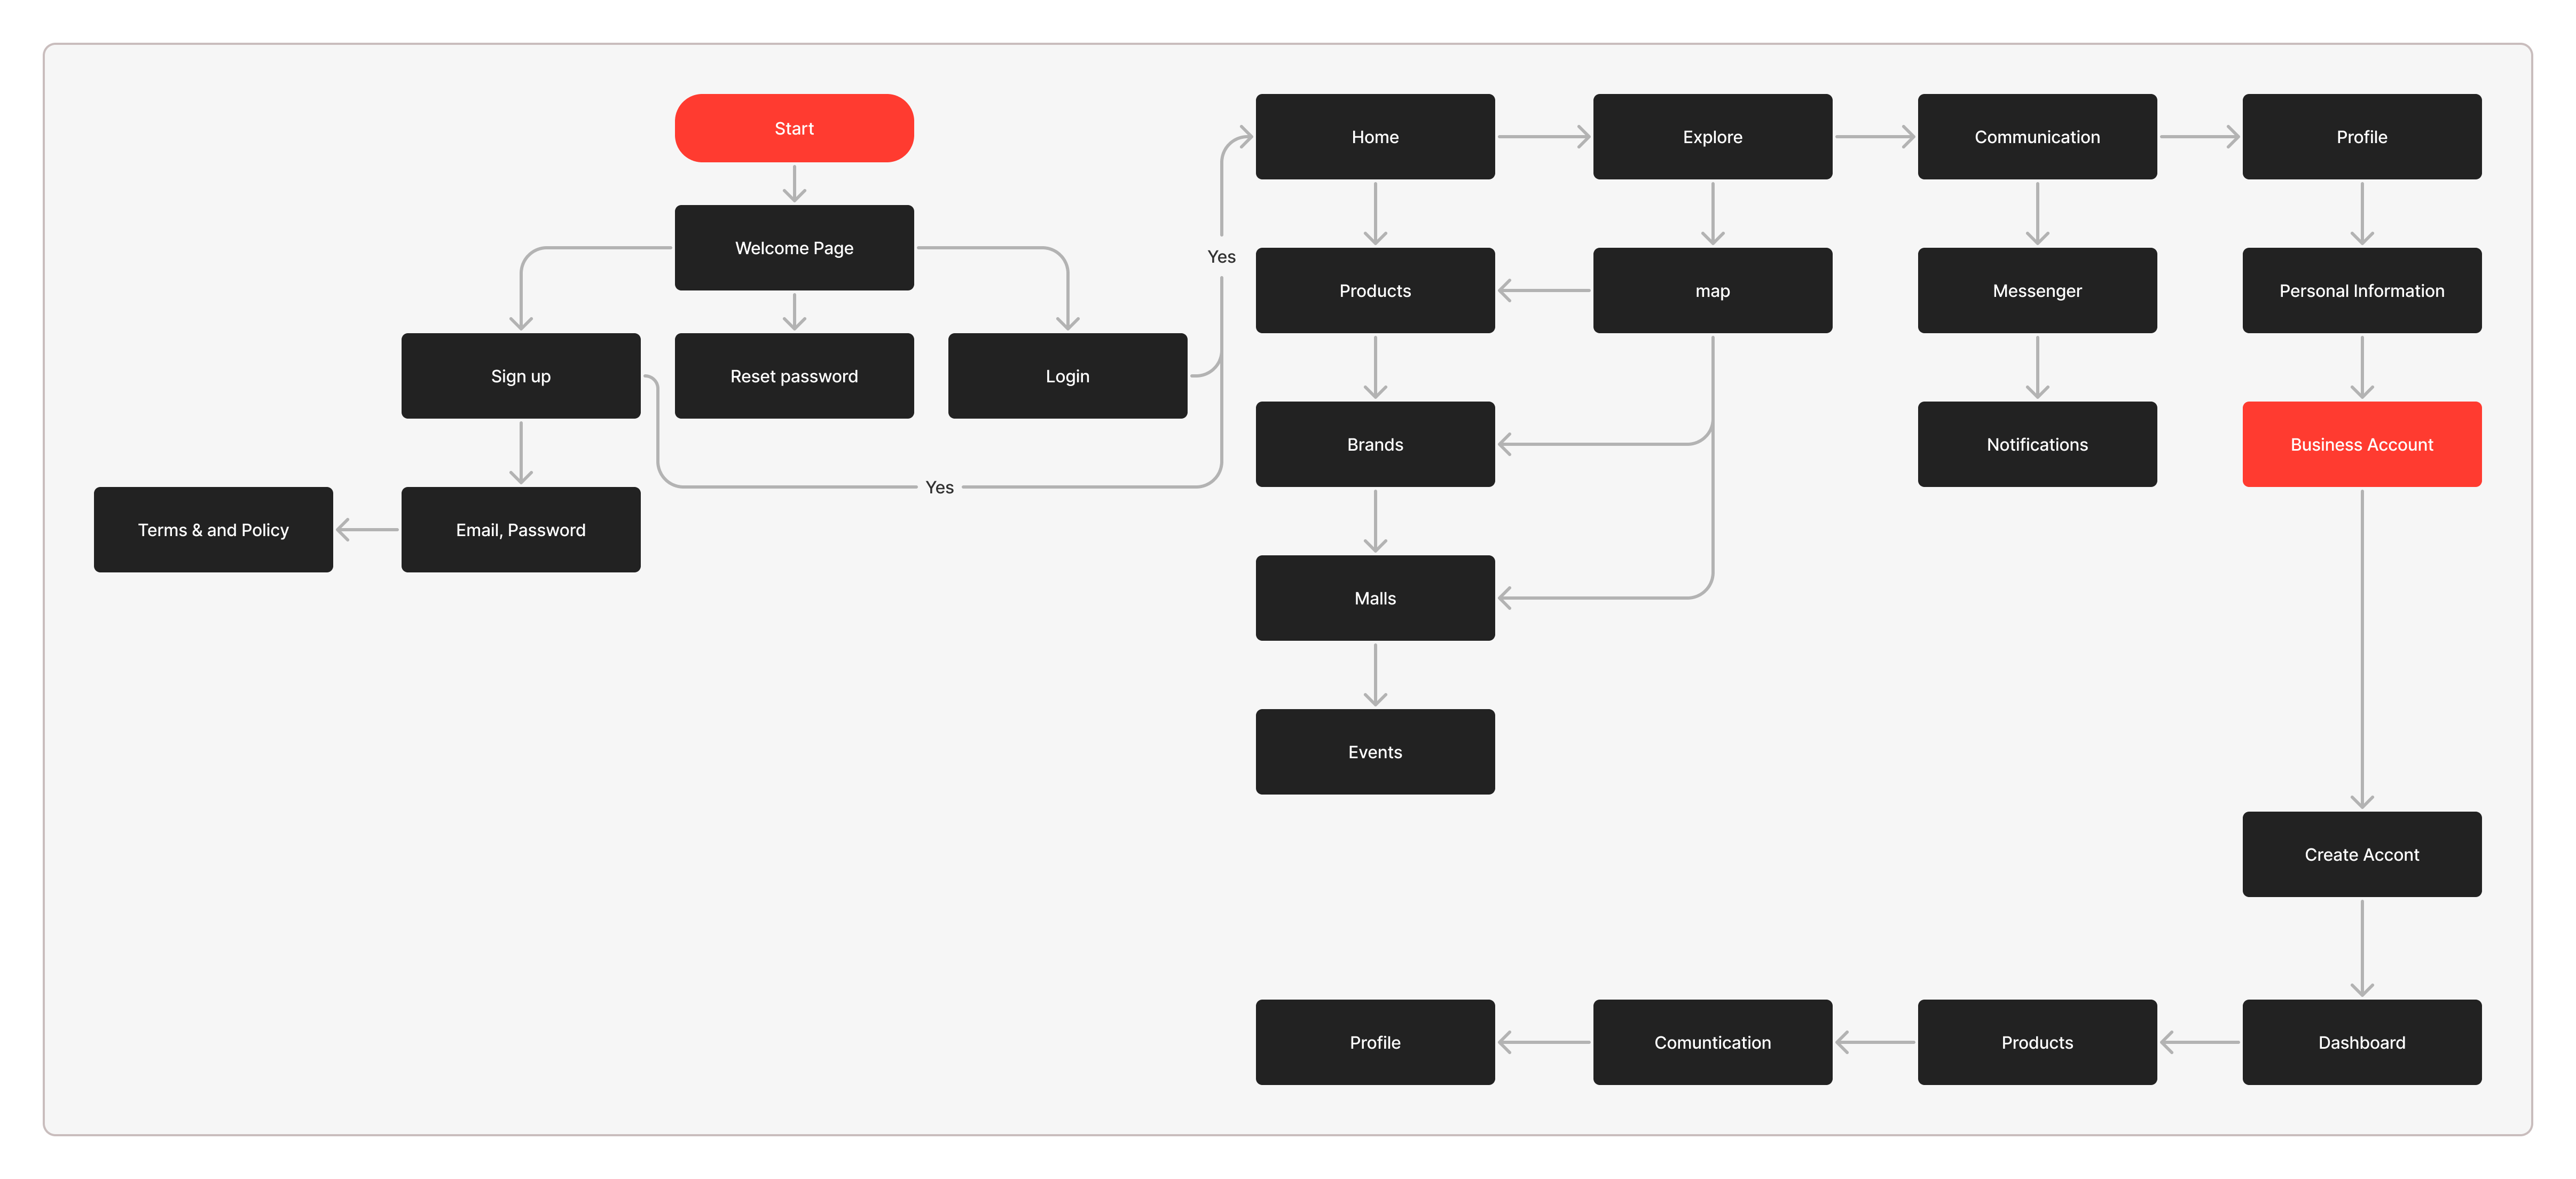 Start
Home
Explore
Communication
Profile
Welcome Page
Yes
Products
map
Messenger
Personal Information
Sign up
Reset password
Login
Brands
Notifications
Business Account
Yes
Terms & and Policy
Email, Password
Malls
Events
Create Accont
Profile
Comuntication
Products
Dashboard